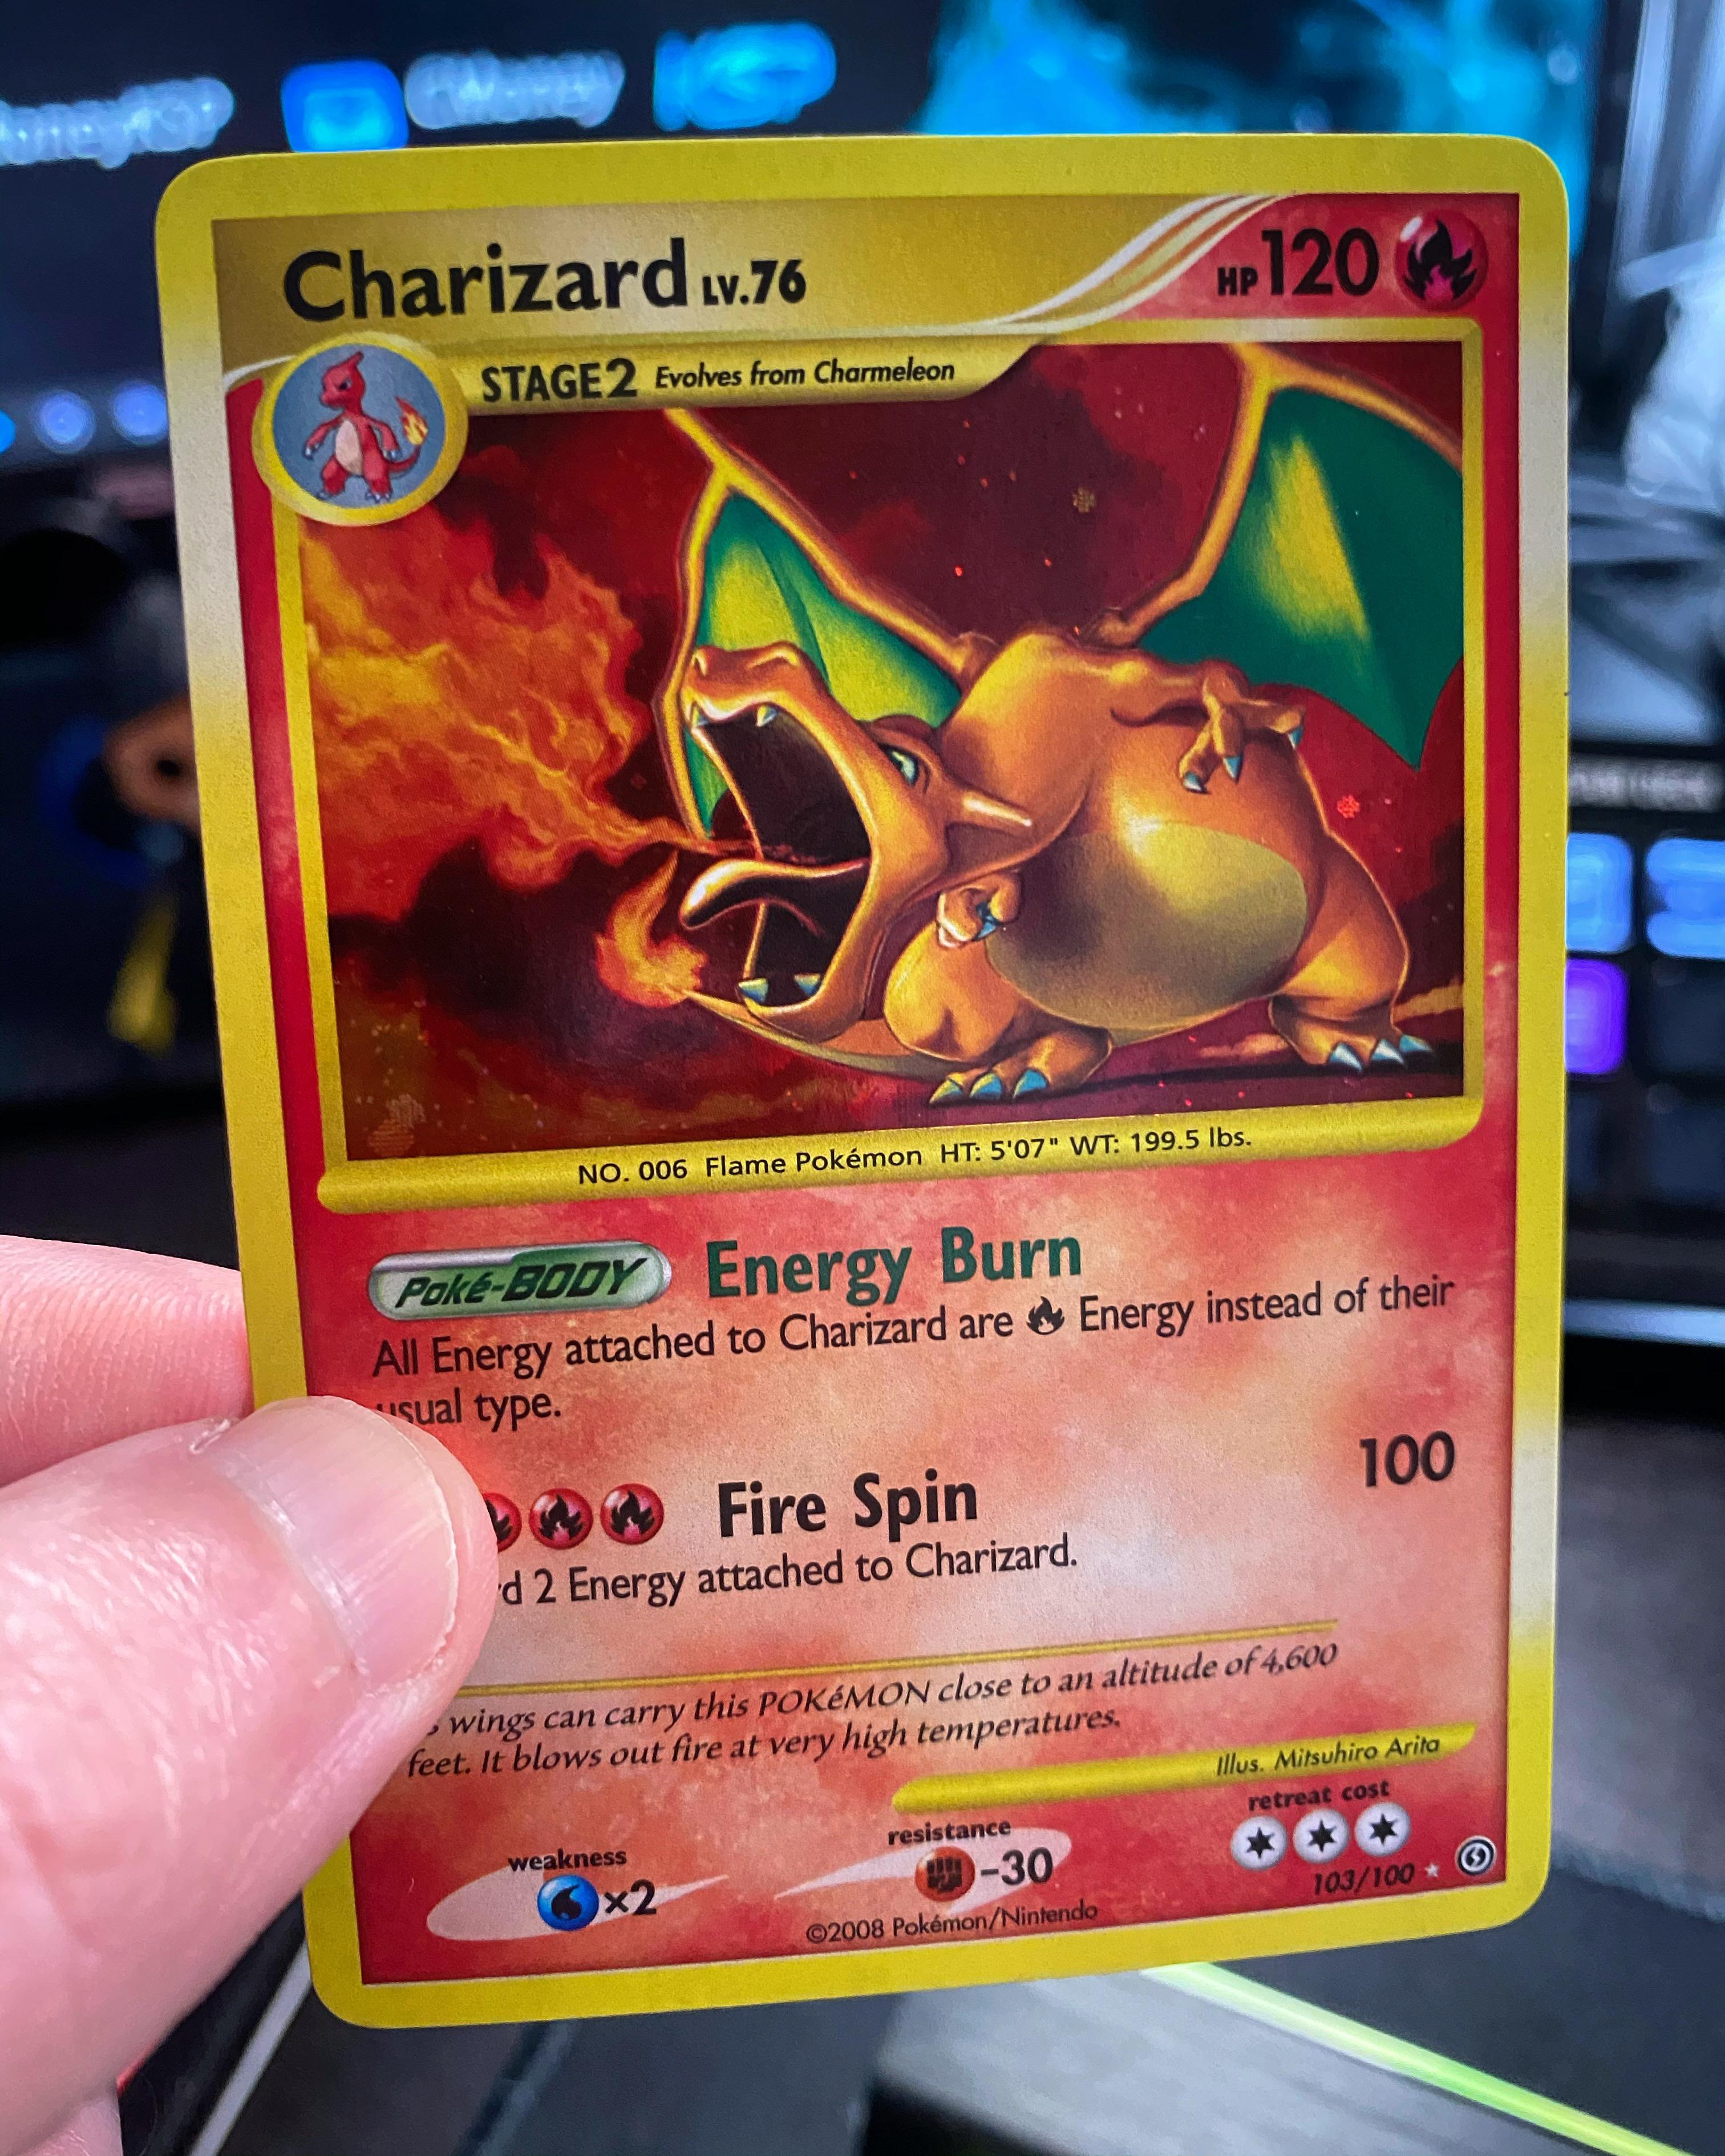 Charizard LV.76
HP 120
STAGE2 Evolves from Charmeleon
NO. 006 Flame Pokémon HT: 5'07" WT: 199.5 lbs.
Poké-BODY Energy Burn
All Energy attached to Charizard are Energy instead of their
usual type.
Fire Spin 100
d 2 Energy attached to Charizard.
wings can carry this POKéMON close to an altitude of 4,600
feet. It blows out fire at very high temperatures.
Illus. Mitsuhiro Arita
weakness
×2
resistance
-30
retreat cost
103/100
©2008 Pokémon/Nintendo